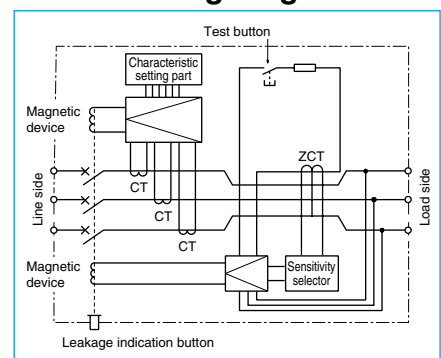 Test button
Characteristic
setting part
Magnetic
device
ZCT
CT
CT
CT
Line side
Load side
Magnetic
device
Sensitivity
selector
Leakage indication button